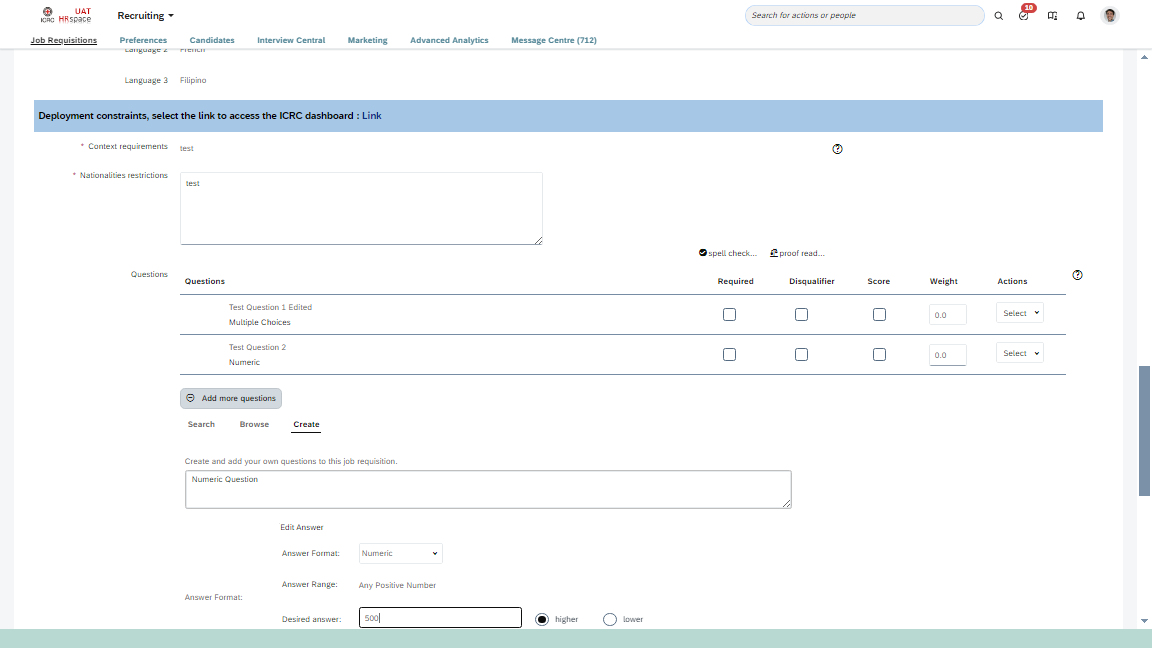 ICRC
UAT
HRspace
Recruiting
Search for actions or people
10
Job Requisitions
Preferences
Candidates
Interview Central
Marketing
Advanced Analytics
Message Centre (712)
Language 2 French
Language 3 Filipino
Deployment constraints, select the link to access the ICRC dashboard : Link
* Context requirements test
* Nationalities restrictions test
spell check... proof read...
Questions
Questions Required Disqualifier Score Weight Actions
Test Question 1 Edited
Multiple Choices
0.0 Select
Test Question 2
Numeric
0.0 Select
Add more questions
Search Browse Create
Create and add your own questions to this job requisition.
Numeric Question
Edit Answer
Answer Format: Numeric
Answer Range: Any Positive Number
Answer Format:
Desired answer: 500 higher lower